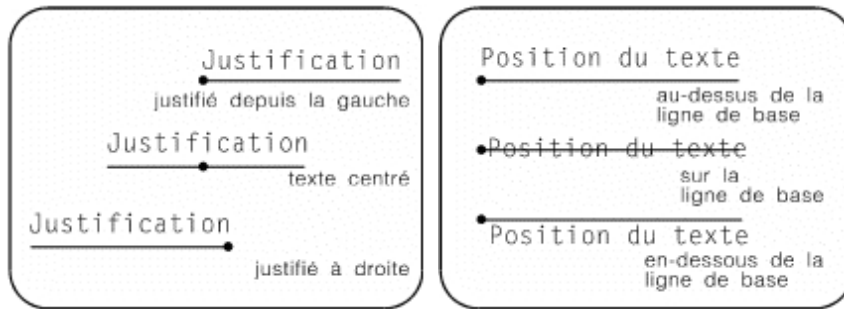 Justification
justifié depuis la gauche
Justification
texte centré
Justification
justifié à droite
Position du texte
au-dessus de la
ligne de base
Position du texte
sur la
ligne de base
Position du texte
en-dessous de la
ligne de base